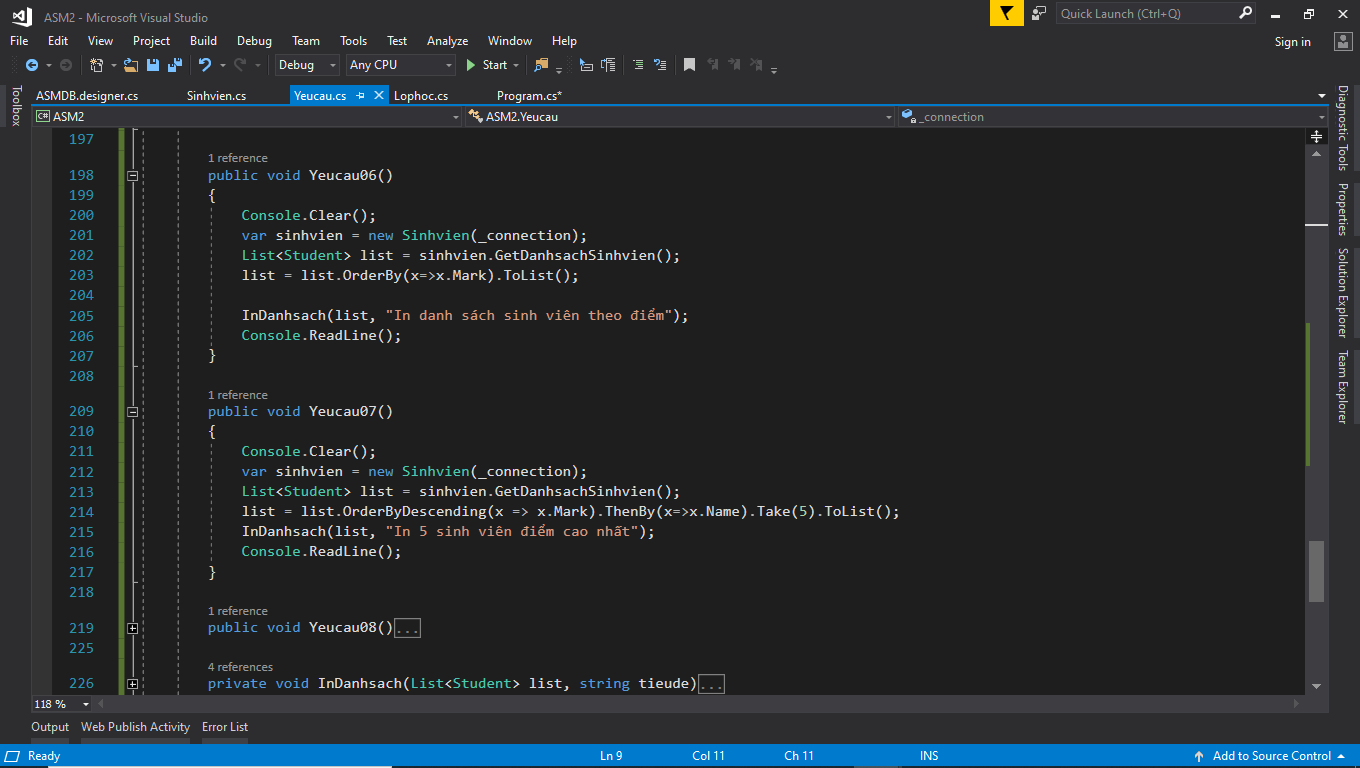 ASM2 - Microsoft Visual Studio
Quick Launch (Ctrl+Q)
File Edit View Project Build Debug Team Tools Test Analyze Window Help
Sign in
Debug Any CPU Start
Toolbox
ASMDB.designer.cs Sinhvien.cs Yeucau.cs Lophoc.cs Program.cs*
C# ASM2 ASM2.Yeucau _connection
197
1 reference
198 public void Yeucau06()
199 {
200 Console.Clear();
201 var sinhvien = new Sinhvien(_connection);
202 List<Student> list = sinhvien.GetDanhsachSinhvien();
203 list = list.OrderBy(x=>x.Mark).ToList();
204
205 InDanhsach(list, "In danh sách sinh viên theo điểm");
206 Console.ReadLine();
207 }
208
1 reference
209 public void Yeucau07()
210 {
211 Console.Clear();
212 var sinhvien = new Sinhvien(_connection);
213 List<Student> list = sinhvien.GetDanhsachSinhvien();
214 list = list.OrderByDescending(x => x.Mark).ThenBy(x=>x.Name).Take(5).ToList();
215 InDanhsach(list, "In 5 sinh viên điểm cao nhất");
216 Console.ReadLine();
217 }
218
1 reference
219 public void Yeucau08()...
225
4 references
226 private void InDanhsach(List<Student> list, string tieude)...
Diagnostic Tools
Properties
Solution Explorer
Team Explorer
118 %
Output Web Publish Activity Error List
Ready Ln 9 Col 11 Ch 11 INS Add to Source Control